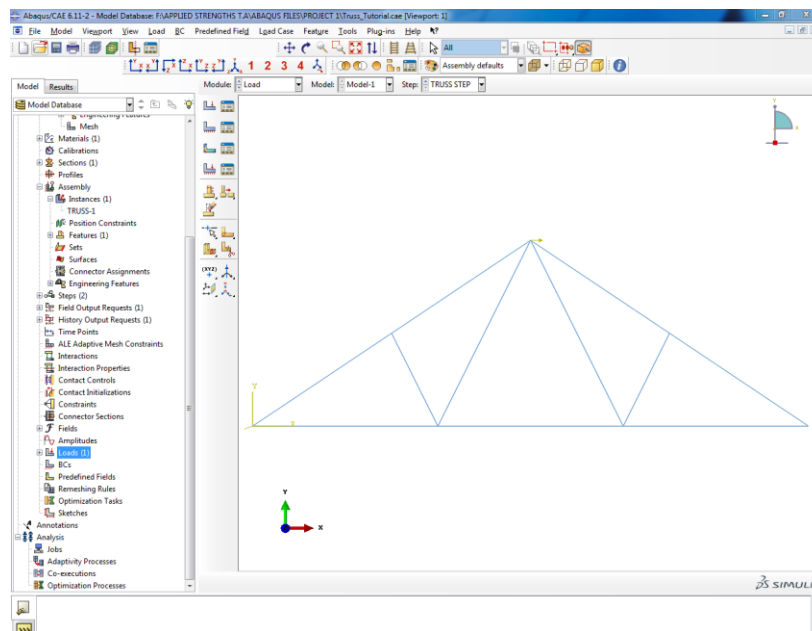 Abaqus/CAE 6.11-2 - Model Database: F:\APPLIED STRENGTHS T.A\ABAQUS FILES\PROJECT 1\Truss_Tutorial.cae [Viewport: 1]
File Model Viewport View Load BC Predefined Field Load Case Feature Tools Plug-ins Help
All
1 2 3 4 Assembly defaults
Model Results Module: Load Model: Model-1 Step: TRUSS STEP
Model Database
Engineering Features
Mesh
Materials (1)
Calibrations
Sections (1)
Profiles
Assembly
Instances (1)
TRUSS-1
Position Constraints
Features (1)
Sets
Surfaces
Connector Assignments
Engineering Features
Steps (2)
Field Output Requests (1)
History Output Requests (1)
Time Points
ALE Adaptive Mesh Constraints
Interactions
Interaction Properties
Contact Controls
Contact Initializations
Constraints
Connector Sections
Fields
Amplitudes
Loads (1)
BCs
Predefined Fields
Remeshing Rules
Optimization Tasks
Sketches
Annotations
Analysis
Jobs
Adaptivity Processes
Co-executions
Optimization Processes
(XYZ)
Y
X
Y
X
Y
X
SIMULI